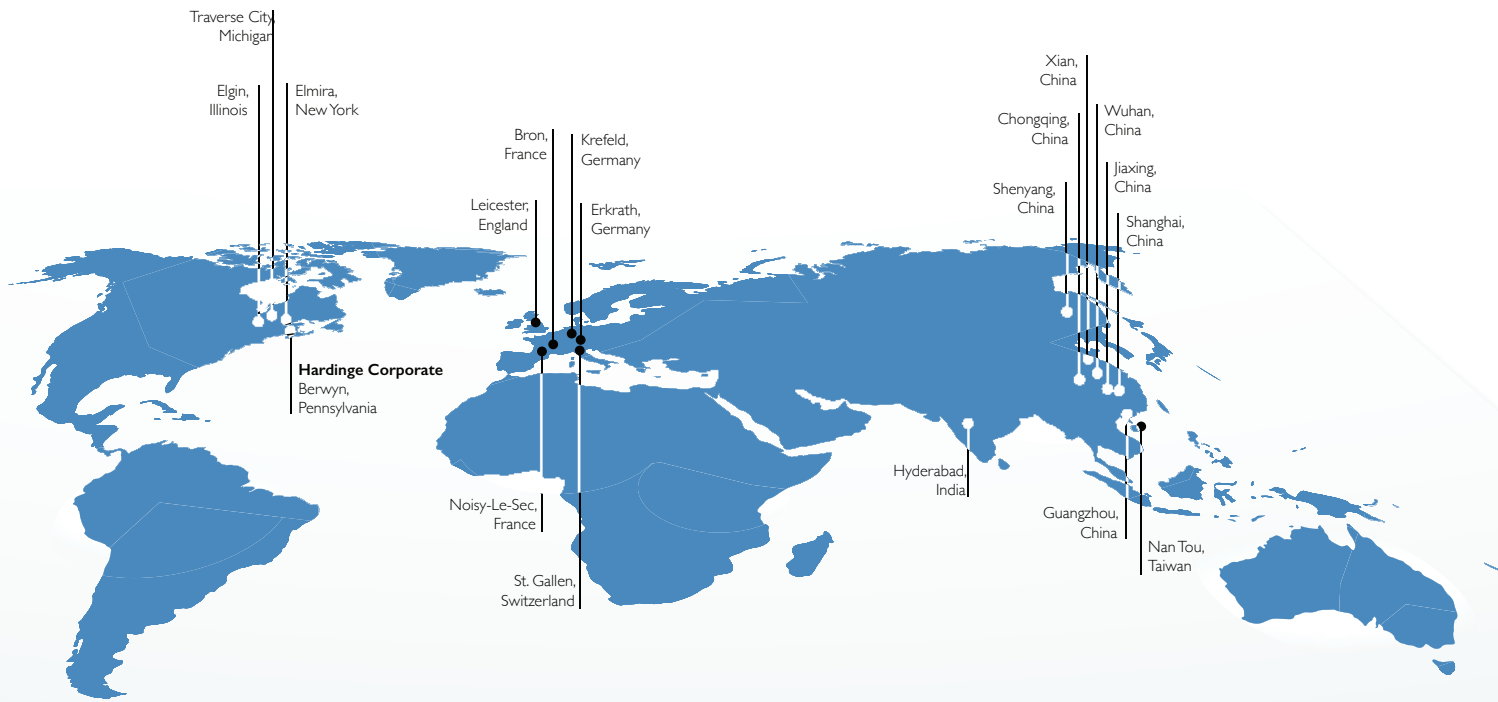 Traverse City,
Michigan
Elgin,
Illinois
Elmira,
New York
Hardinge Corporate
Berwyn,
Pennsylvania
Bron,
France
Krefeld,
Germany
Leicester,
England
Erkrath,
Germany
Noisy-Le-Sec,
France
St. Gallen,
Switzerland
Xian,
China
Chongqing,
China
Wuhan,
China
Jiaxing,
China
Shenyang,
China
Shanghai,
China
Hyderabad,
India
Guangzhou,
China
Nan Tou,
Taiwan